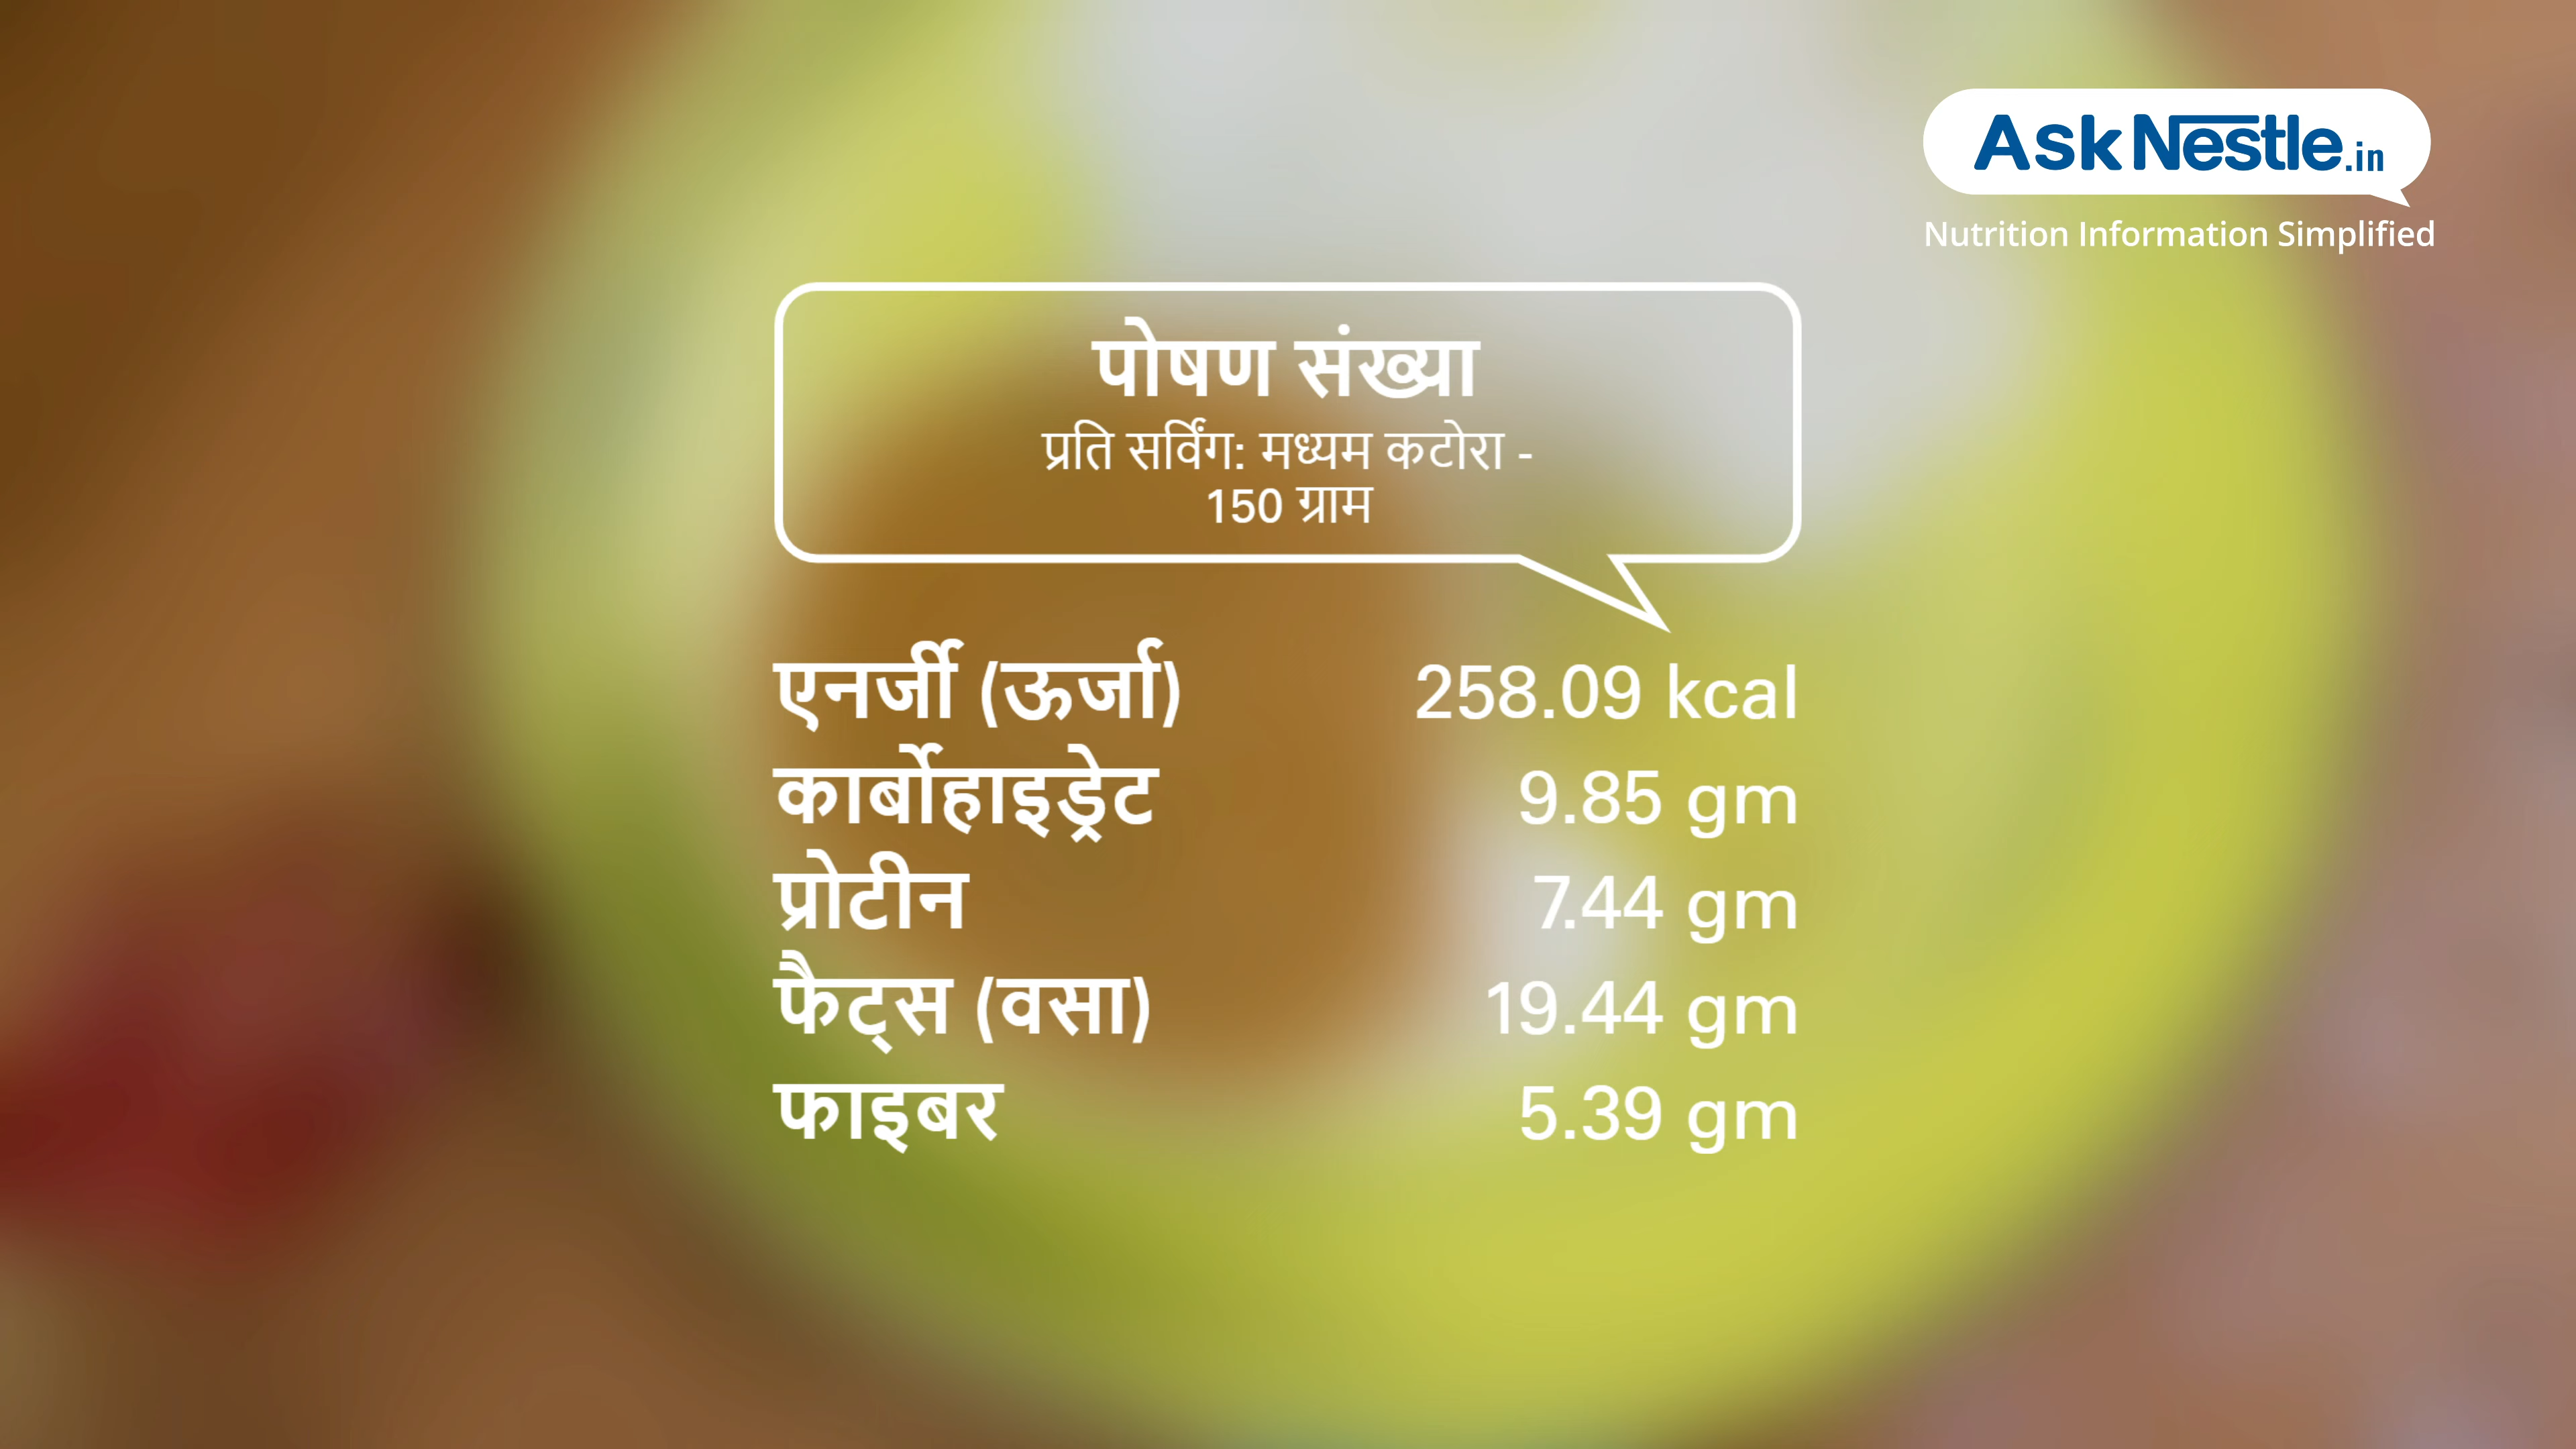 AskNestle.in
Nutrition Information Simplified
पोषण संख्या
प्रति सर्विंग: मध्यम कटोरा -
150 ग्राम
एनर्जी (ऊर्जा) 258.09 kcal
कार्बोहाइड्रेट 9.85 gm
प्रोटीन 7.44 gm
फैट्स (वसा) 19.44 gm
फाइबर 5.39 gm